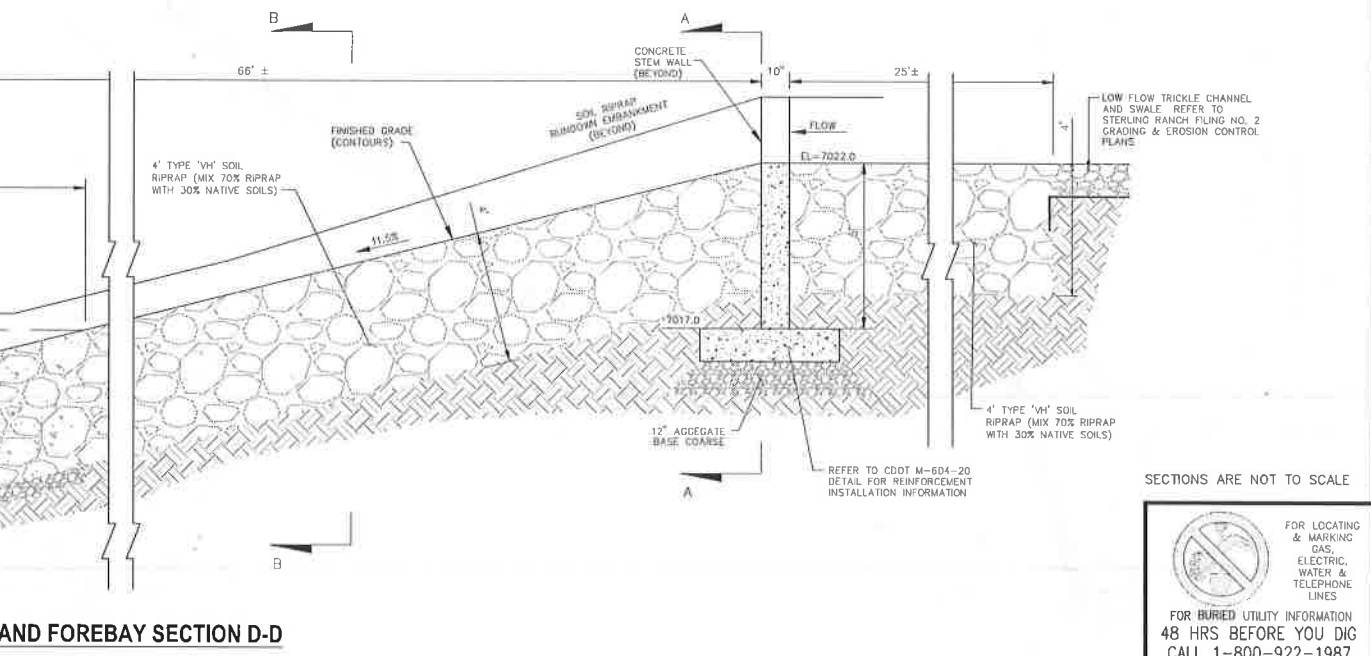 B
A
CONCRETE
STEM WALL
(BEYOND)
66' ±
10"
25'±
SOIL RIPRAP
RUNDOWN EMBANKMENT
(BEYOND)
FINISHED GRADE
(CONTOURS)
FLOW
LOW FLOW TRICKLE CHANNEL
AND SWALE REFER TO
STERLING RANCH FILING NO. 2
GRADING & EROSION CONTROL
PLANS
4'
EL=7022.0
4' TYPE 'VH' SOIL
RIPRAP (MIX 70% RIPRAP
WITH 30% NATIVE SOILS)
11.5%
7017.0
4' TYPE 'VH' SOIL
RIPRAP (MIX 70% RIPRAP
WITH 30% NATIVE SOILS)
12" AGGEGATE
BASE COARSE
REFER TO CDOT M-604-20
DETAIL FOR REINFORCEMENT
INSTALLATION INFORMATION
A
B
SECTIONS ARE NOT TO SCALE
FOR LOCATING
& MARKING
GAS,
ELECTRIC,
WATER &
TELEPHONE
LINES
FOR BURIED UTILITY INFORMATION
48 HRS BEFORE YOU DIG
CALL 1-800-922-1987
AND FOREBAY SECTION D-D